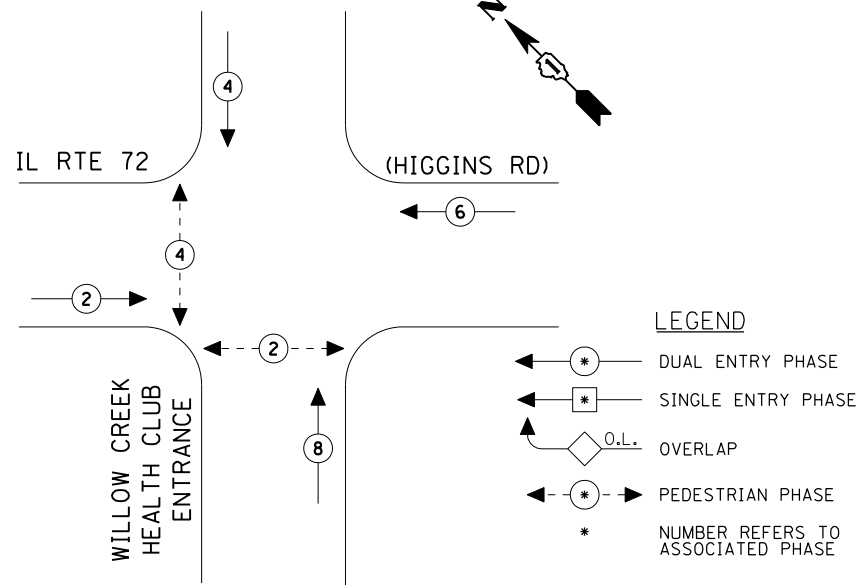 N
1
4
IL RTE 72
(HIGGINS RD)
6
4
2
2
8
WILLOW CREEK
HEALTH CLUB
ENTRANCE
LEGEND
* DUAL ENTRY PHASE
* SINGLE ENTRY PHASE
O.L. OVERLAP
* PEDESTRIAN PHASE
* NUMBER REFERS TO
ASSOCIATED PHASE